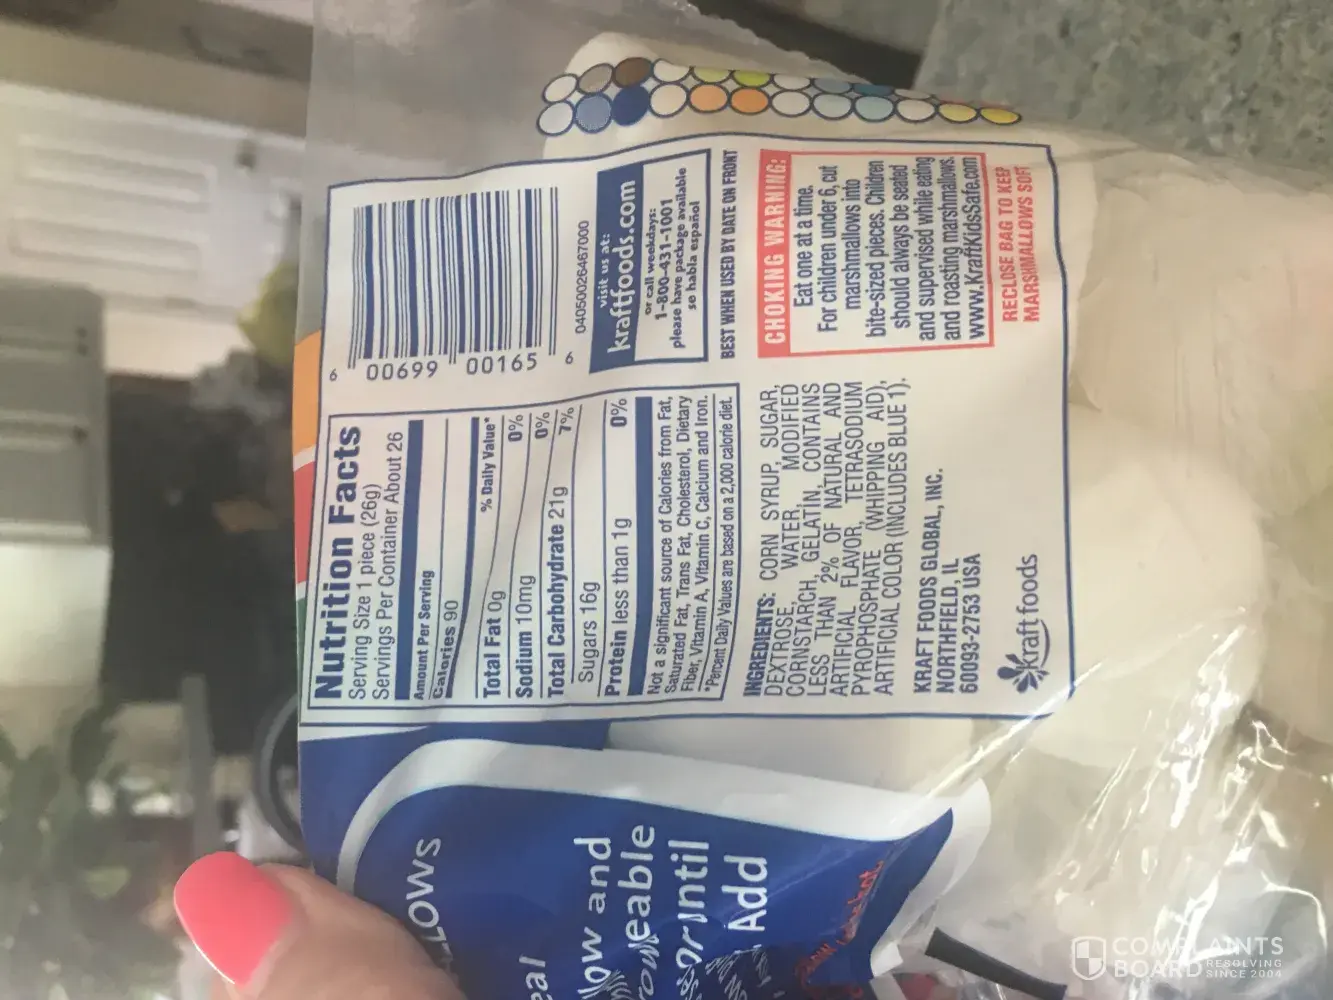 Nutrition Facts
Serving Size 1 piece (26g)
Servings Per Container About 26
Amount Per Serving
Calories 90
% Daily Value*
Total Fat 0g 0%
Sodium 10mg 0%
Total Carbohydrate 21g 7%
Sugars 16g
Protein less than 1g 0%
Not a significant source of Calories from Fat,
Saturated Fat, Trans Fat, Cholesterol, Dietary
Fiber, Vitamin A, Vitamin C, Calcium and Iron.
*Percent Daily Values are based on a 2,000 calorie diet.
INGREDIENTS: CORN SYRUP, SUGAR,
DEXTROSE, WATER, MODIFIED
CORNSTARCH, GELATIN, CONTAINS
LESS THAN 2% OF NATURAL AND
ARTIFICIAL FLAVOR, TETRASODIUM
PYROPHOSPHATE (WHIPPING AID),
ARTIFICIAL COLOR (INCLUDES BLUE 1).
KRAFT FOODS GLOBAL, INC.
NORTHFIELD, IL
60093-2753 USA
kraft foods
6 00699 00165 6
04050026467000
visit us at:
kraftfoods.com
or call weekdays:
1-800-431-1001
please have package available
se habla español
BEST WHEN USED BY DATE ON FRONT
CHOKING WARNING:
Eat one at a time.
For children under 6, cut
marshmallows into
bite-sized pieces. Children
should always be seated
and supervised while eating
and roasting marshmallows.
www.KraftKidsSafe.com
RECLOSE BAG TO KEEP
MARSHMALLOWS SOFT
LOWS
eal
low and
eable
until
Add
COMPLAINTS
BOARD RESOLVING
SINCE 2004